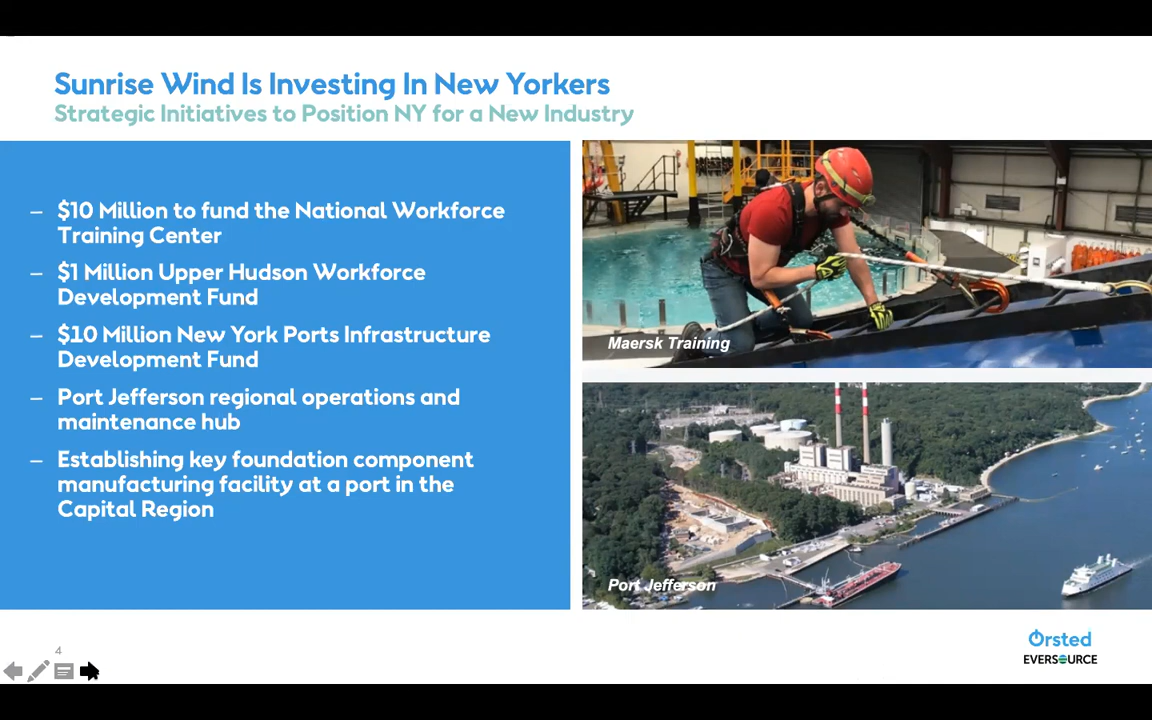 Sunrise Wind Is Investing In New Yorkers
Strategic Initiatives to Position NY for a New Industry
– $10 Million to fund the National Workforce
Training Center
– $1 Million Upper Hudson Workforce
Development Fund
– $10 Million New York Ports Infrastructure
Development Fund
– Port Jefferson regional operations and
maintenance hub
– Establishing key foundation component
manufacturing facility at a port in the
Capital Region
Maersk Training
Port Jefferson
4
Ørsted
EVERSOURCE